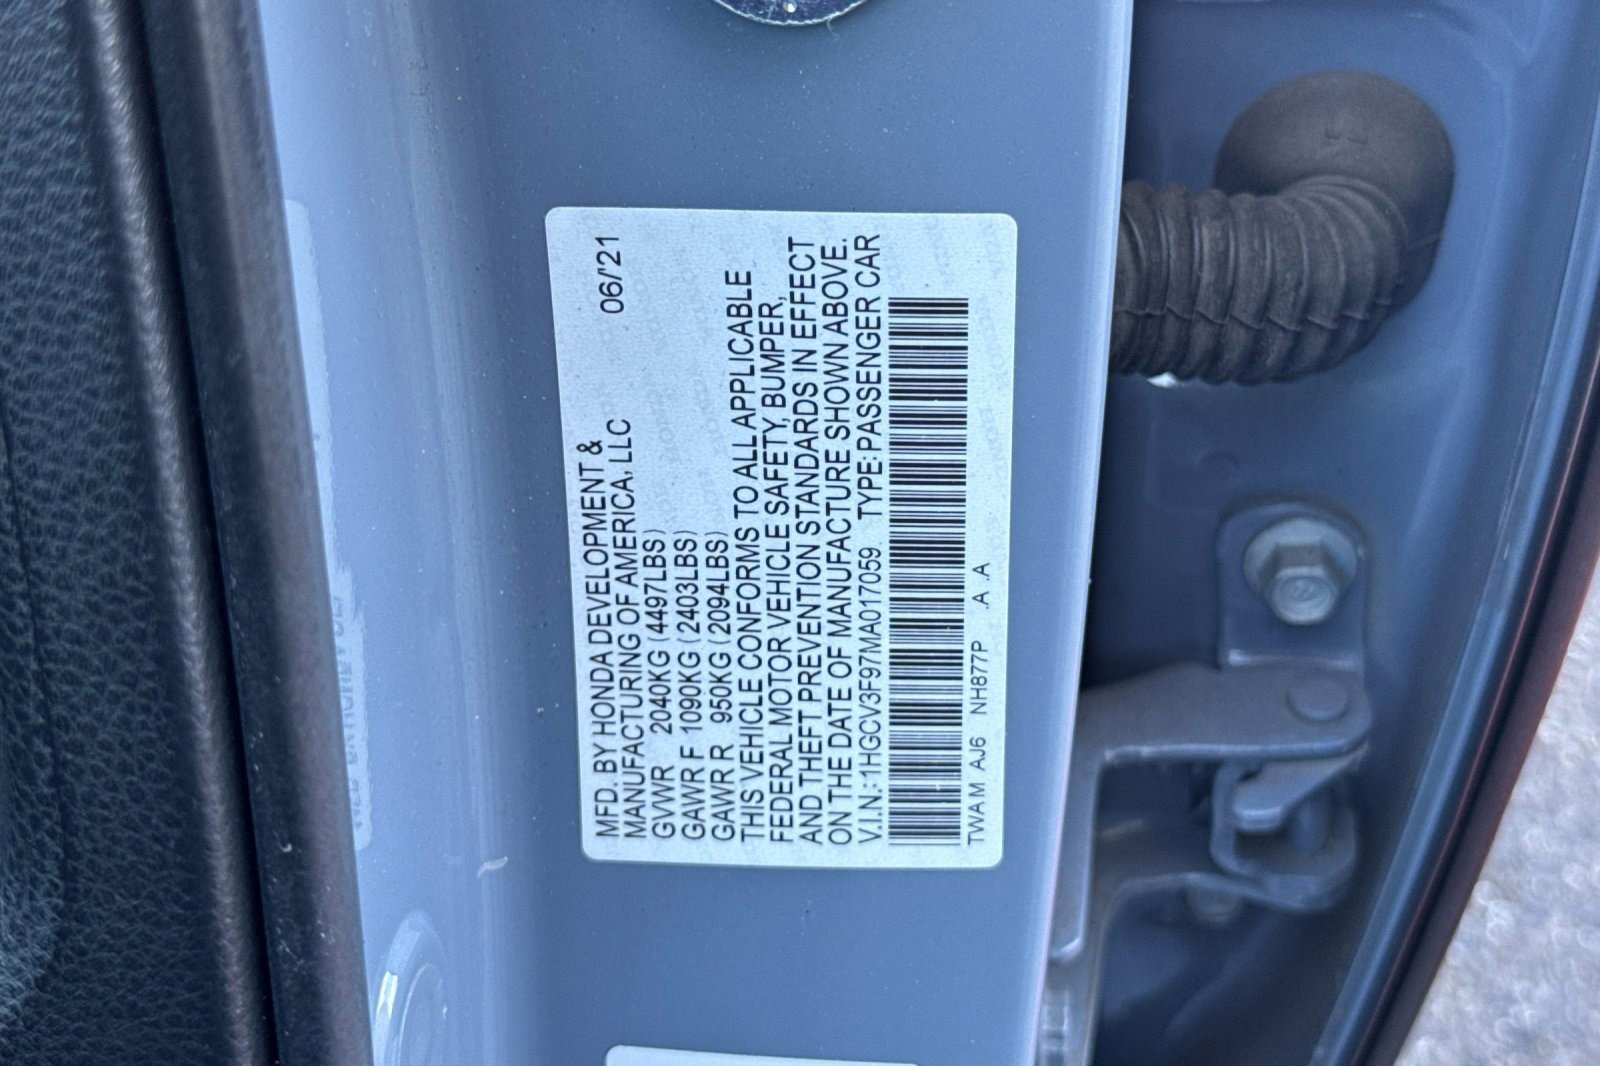 MFD. BY HONDA DEVELOPMENT & 06/'21
MANUFACTURING OF AMERICA, LLC
GVWR 2040KG (4497LBS)
GAWR F 1090KG (2403LBS)
GAWR R 950KG (2094LBS)
THIS VEHICLE CONFORMS TO ALL APPLICABLE
FEDERAL MOTOR VEHICLE SAFETY, BUMPER,
AND THEFT PREVENTION STANDARDS IN EFFECT
ON THE DATE OF MANUFACTURE SHOWN ABOVE.
V.I.N.:1HGCV3F97MA017059 TYPE:PASSENGER CAR
TWA M AJ6 NH877P .A .A